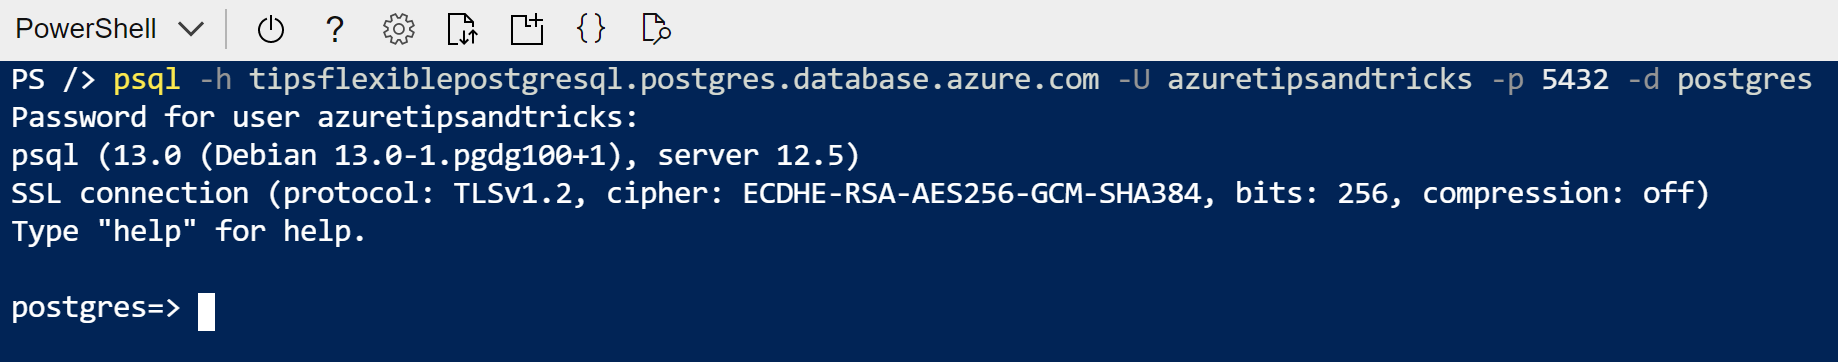 PowerShell
PS /> psql -h tipsflexiblepostgresql.postgres.database.azure.com -U azuretipsandtricks -p 5432 -d postgres
Password for user azuretipsandtricks:
psql (13.0 (Debian 13.0-1.pgdg100+1), server 12.5)
SSL connection (protocol: TLSv1.2, cipher: ECDHE-RSA-AES256-GCM-SHA384, bits: 256, compression: off)
Type "help" for help.
postgres=>